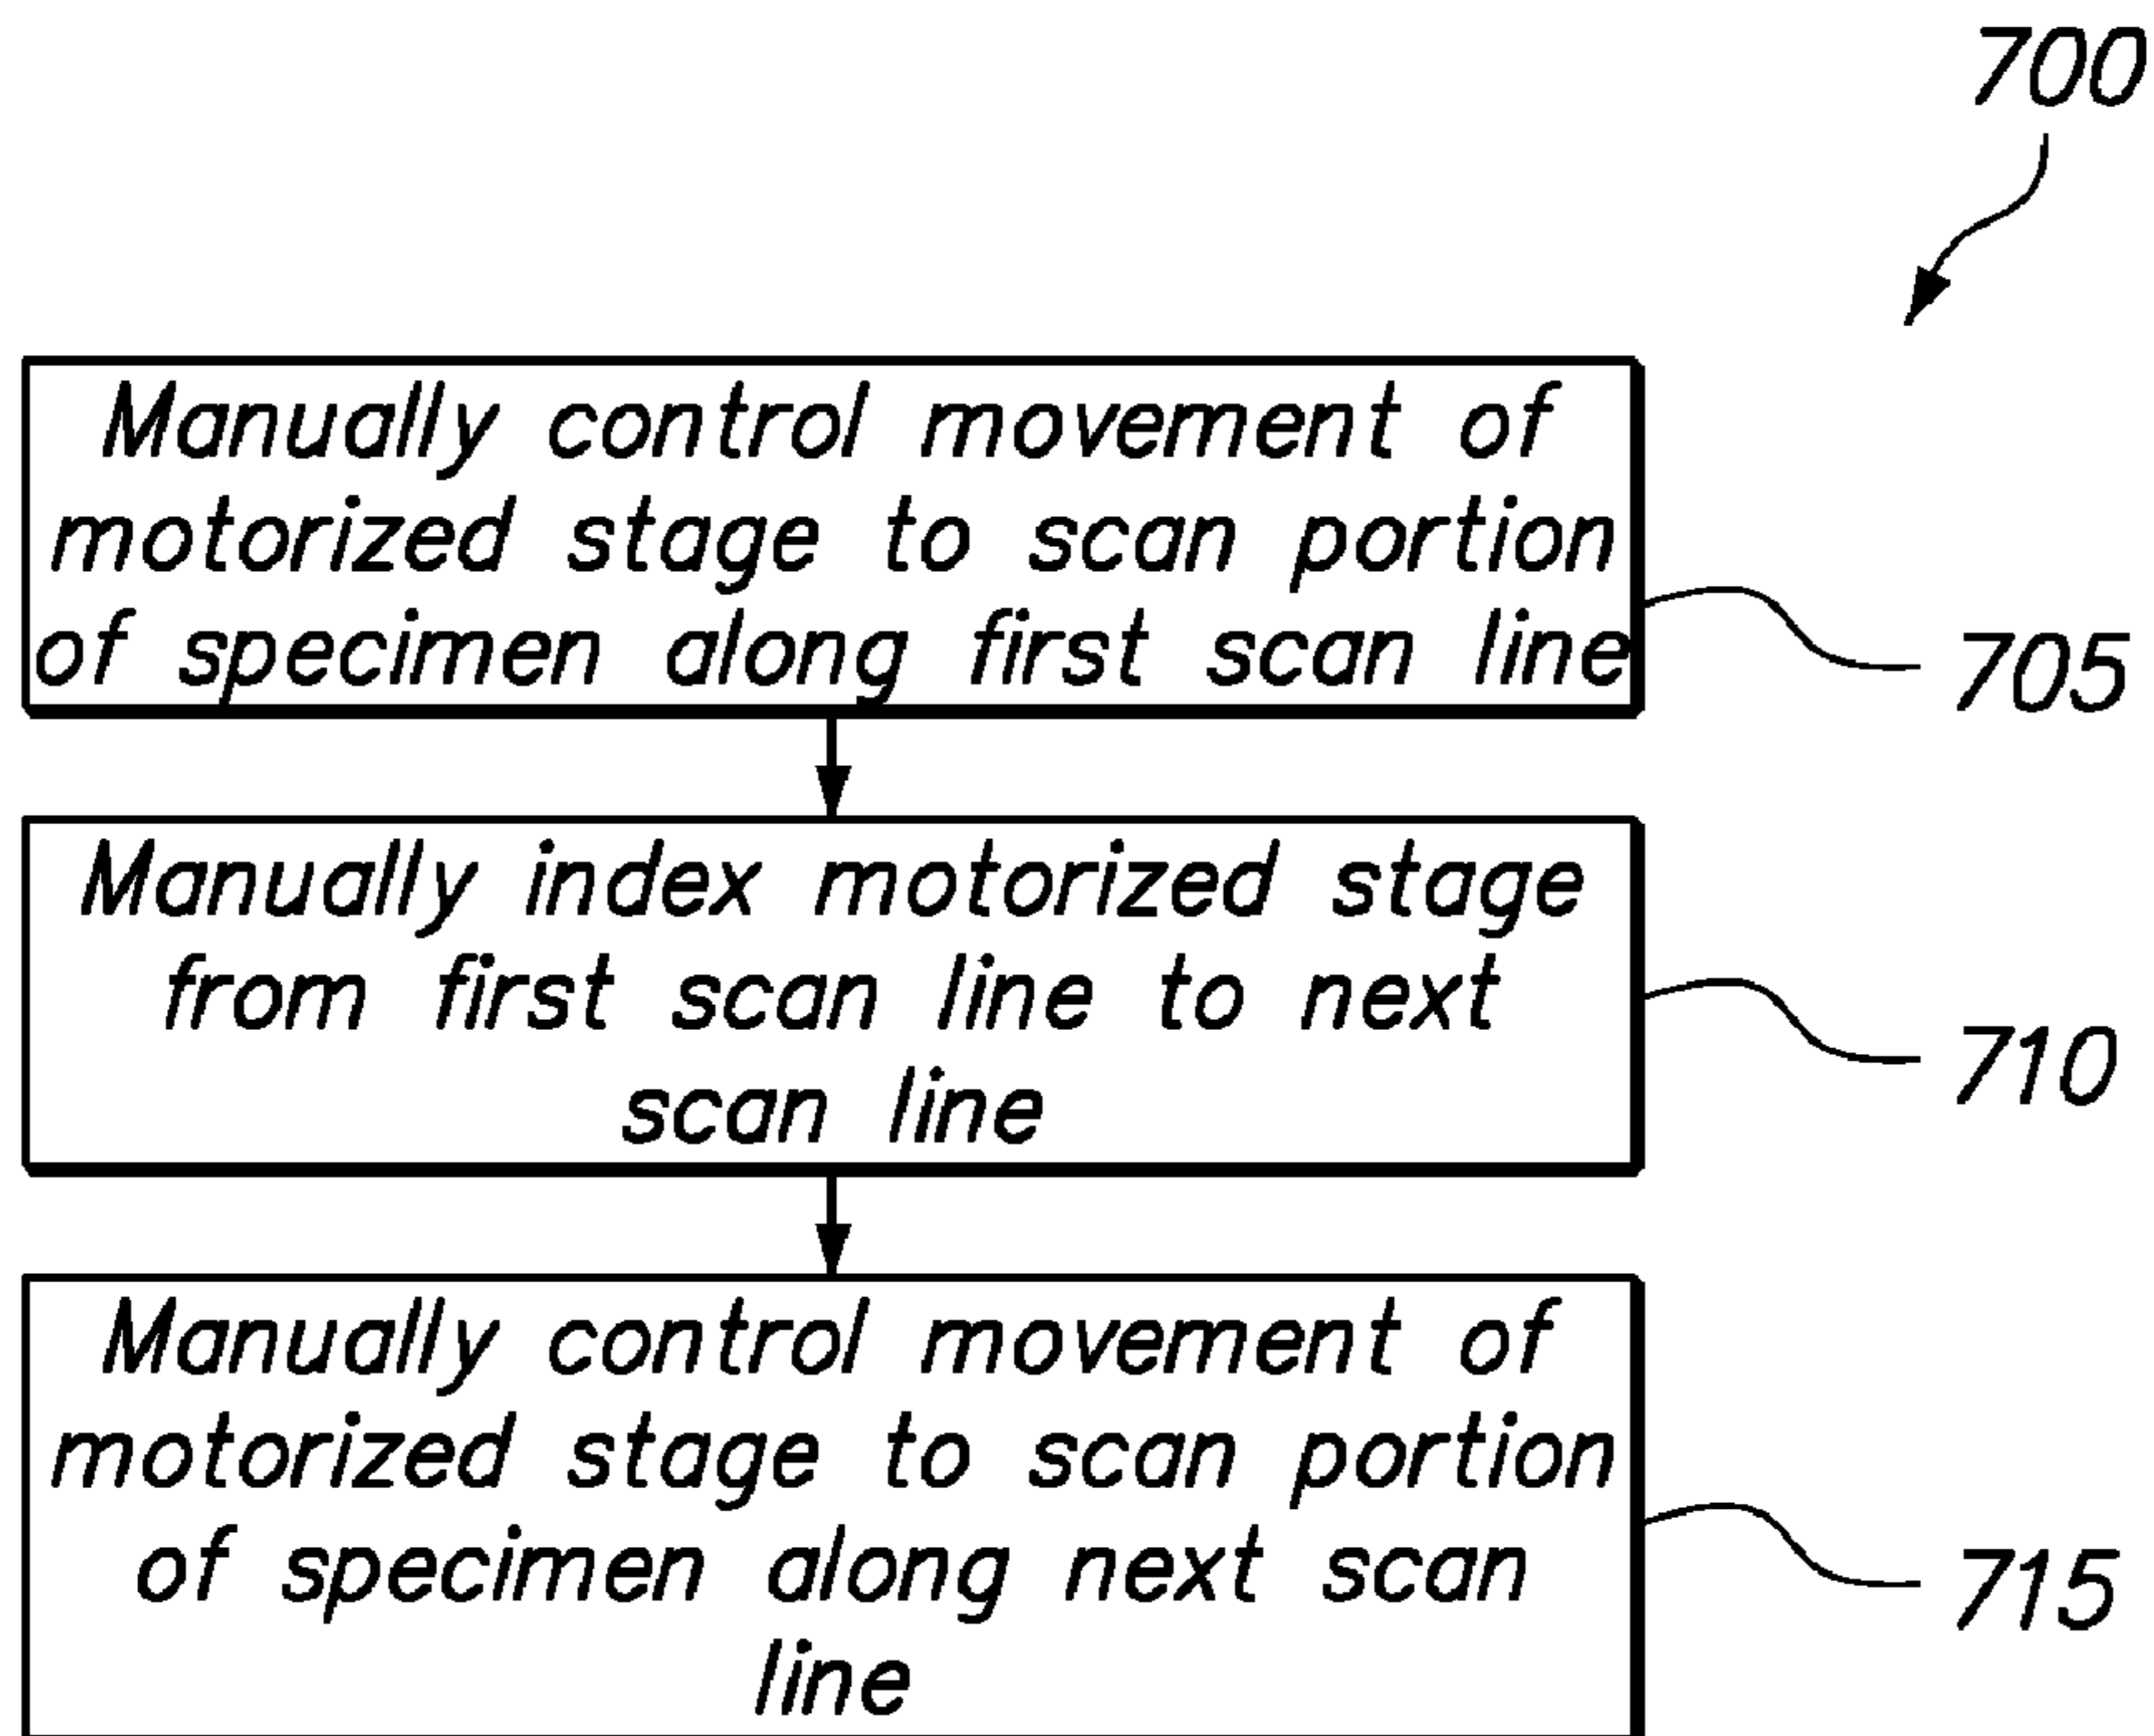 700
Manually control movement of
motorized stage to scan portion
of specimen along first scan line
705
Manually index motorized stage
from first scan line to next
scan line
710
Manually control movement of
motorized stage to scan portion
of specimen along next scan
line
715